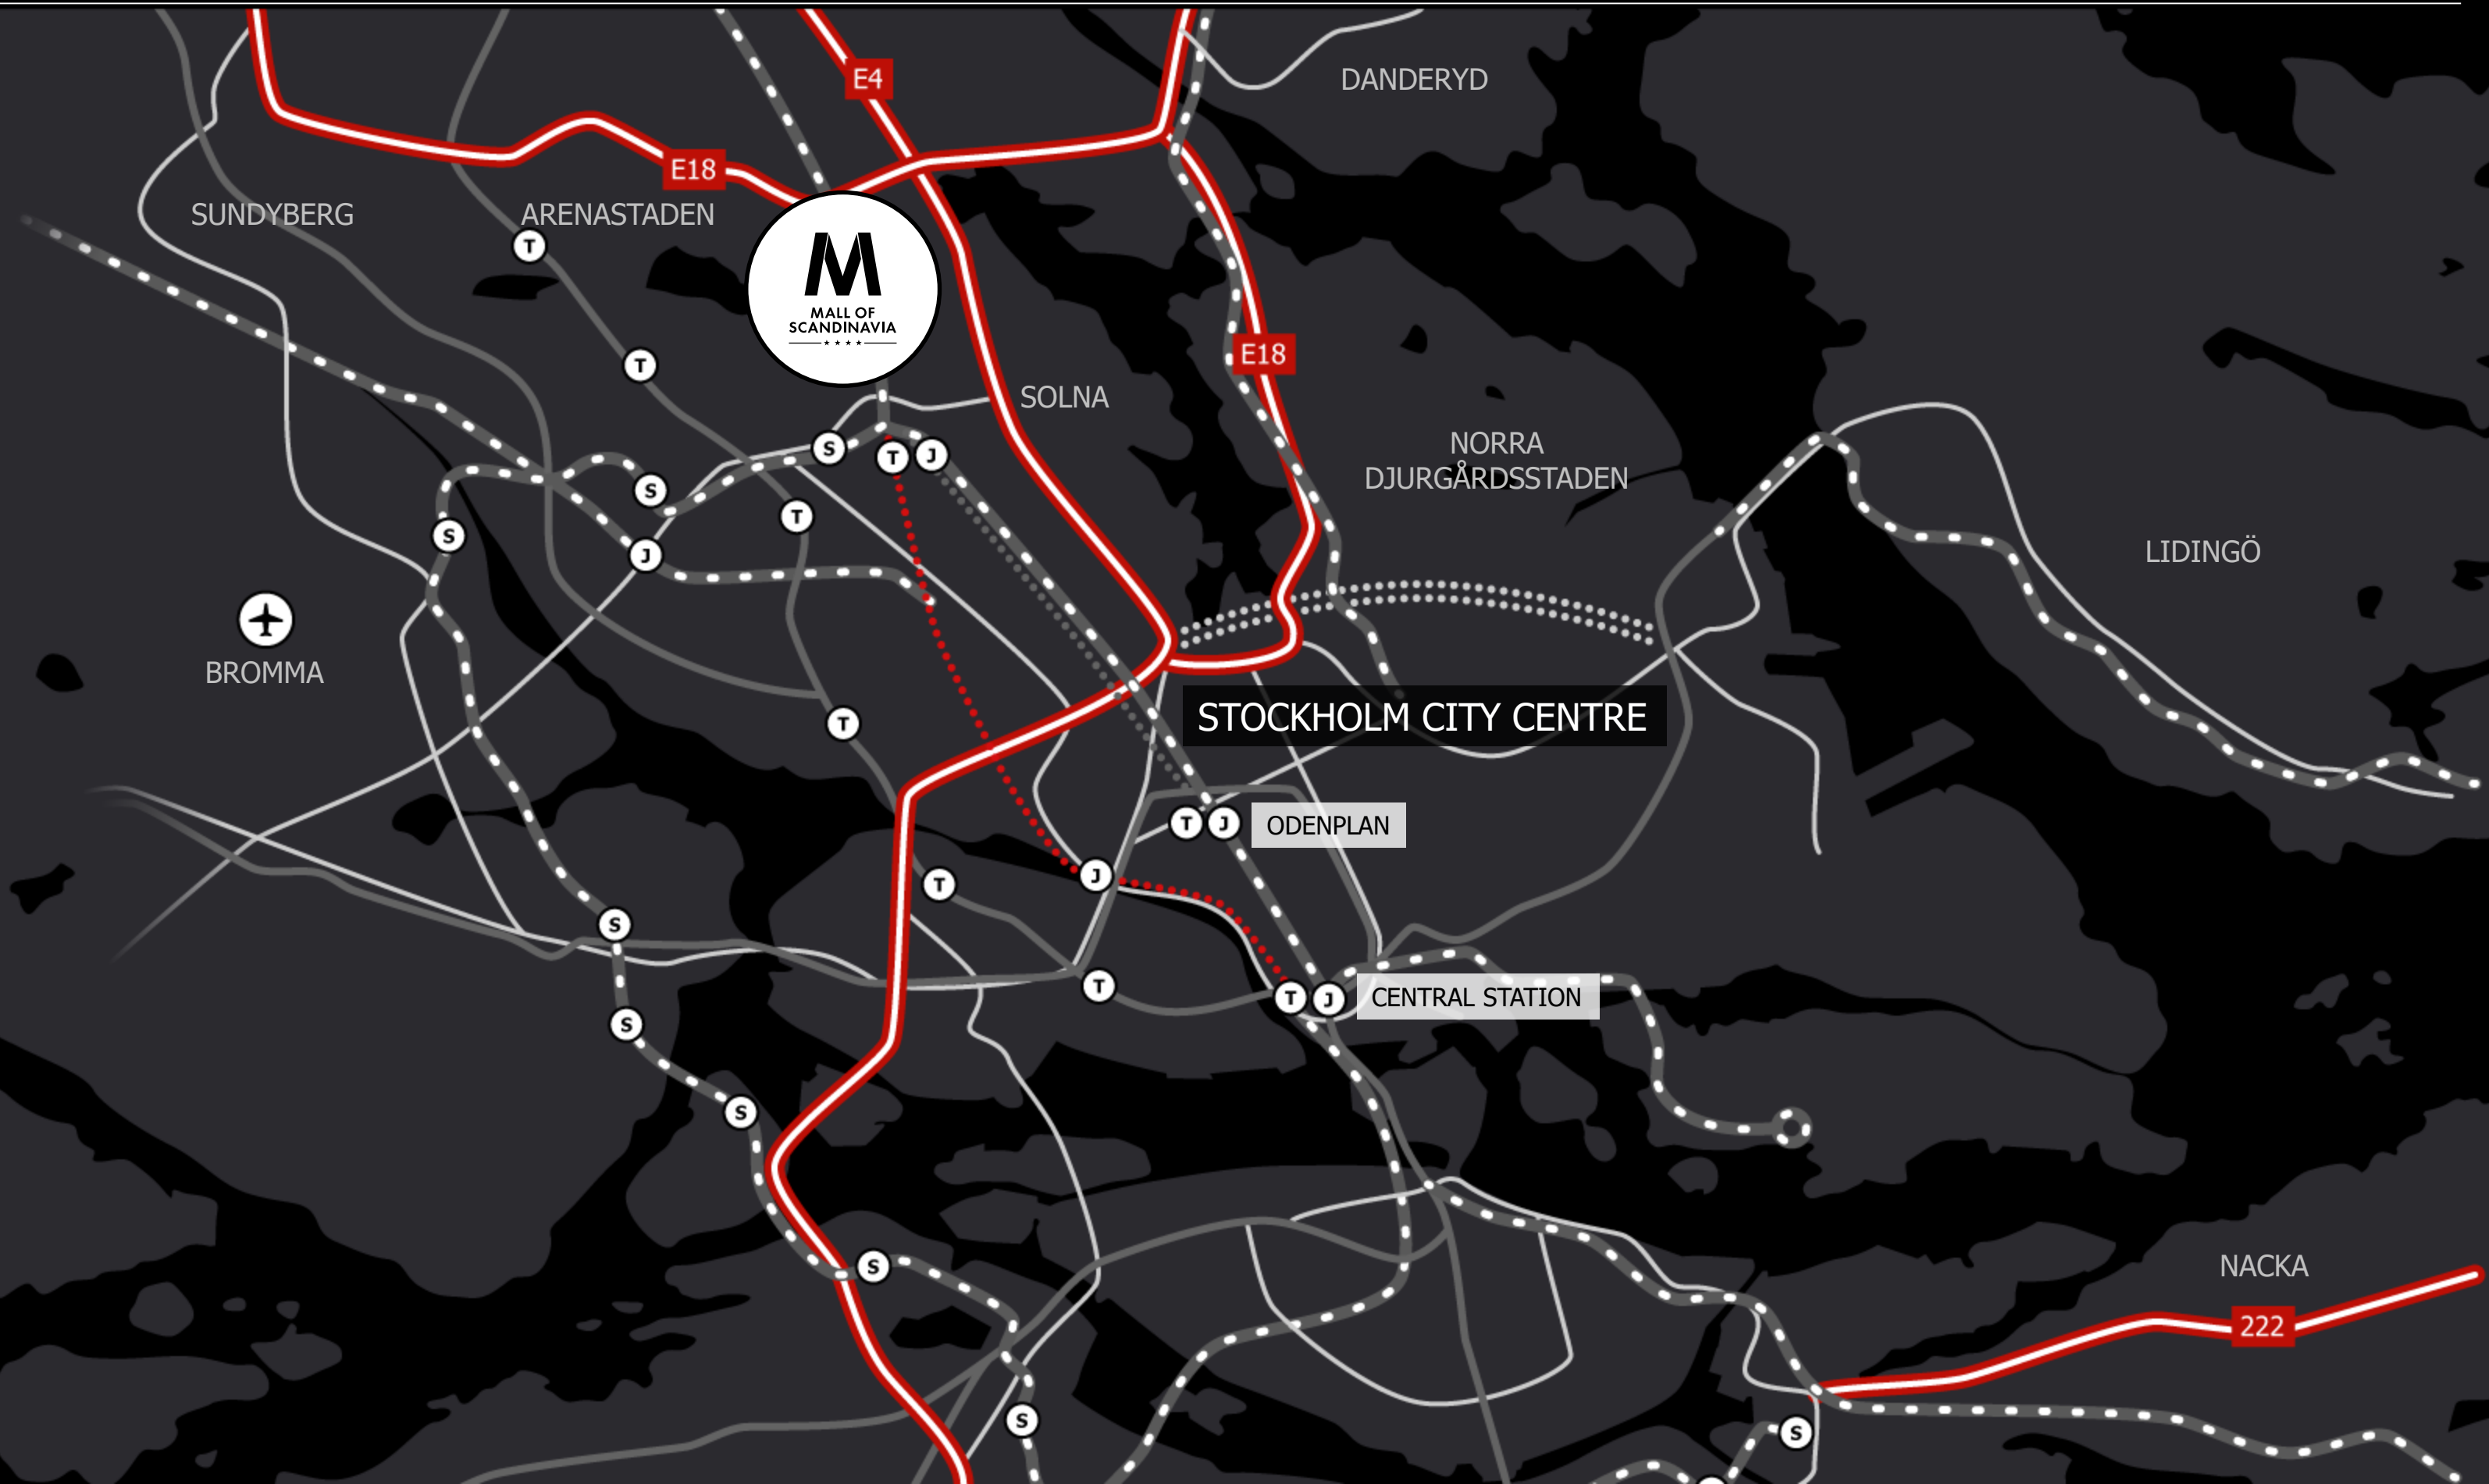 DANDERYD
E4
E18
SUNDYBERG
ARENASTADEN
T
M
MALL OF
SCANDINAVIA
E18
T
SOLNA
NORRA
DJURGÅRDSSTADEN
S
T
J
S
T
S
J
LIDINGÖ
BROMMA
STOCKHOLM CITY CENTRE
T
T
J
ODENPLAN
J
T
S
T
T
J
CENTRAL STATION
S
S
S
NACKA
222
S
S